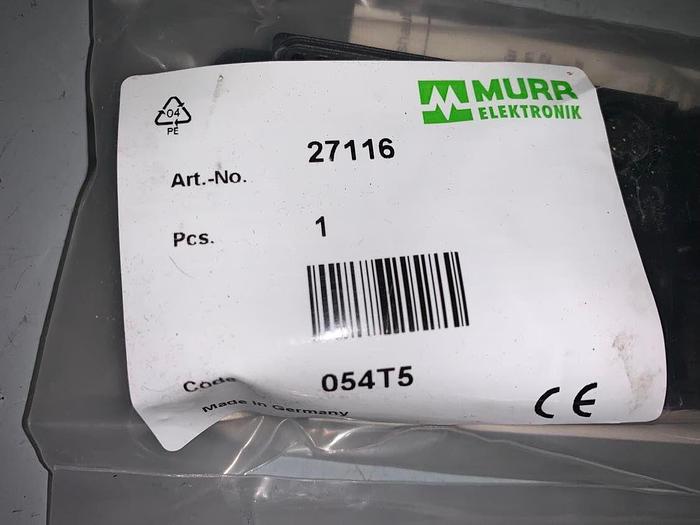 04
PE
MURR
ELEKTRONIK
Art.-No. 27116
Pcs. 1
Code 054T5
Made in Germany
CE